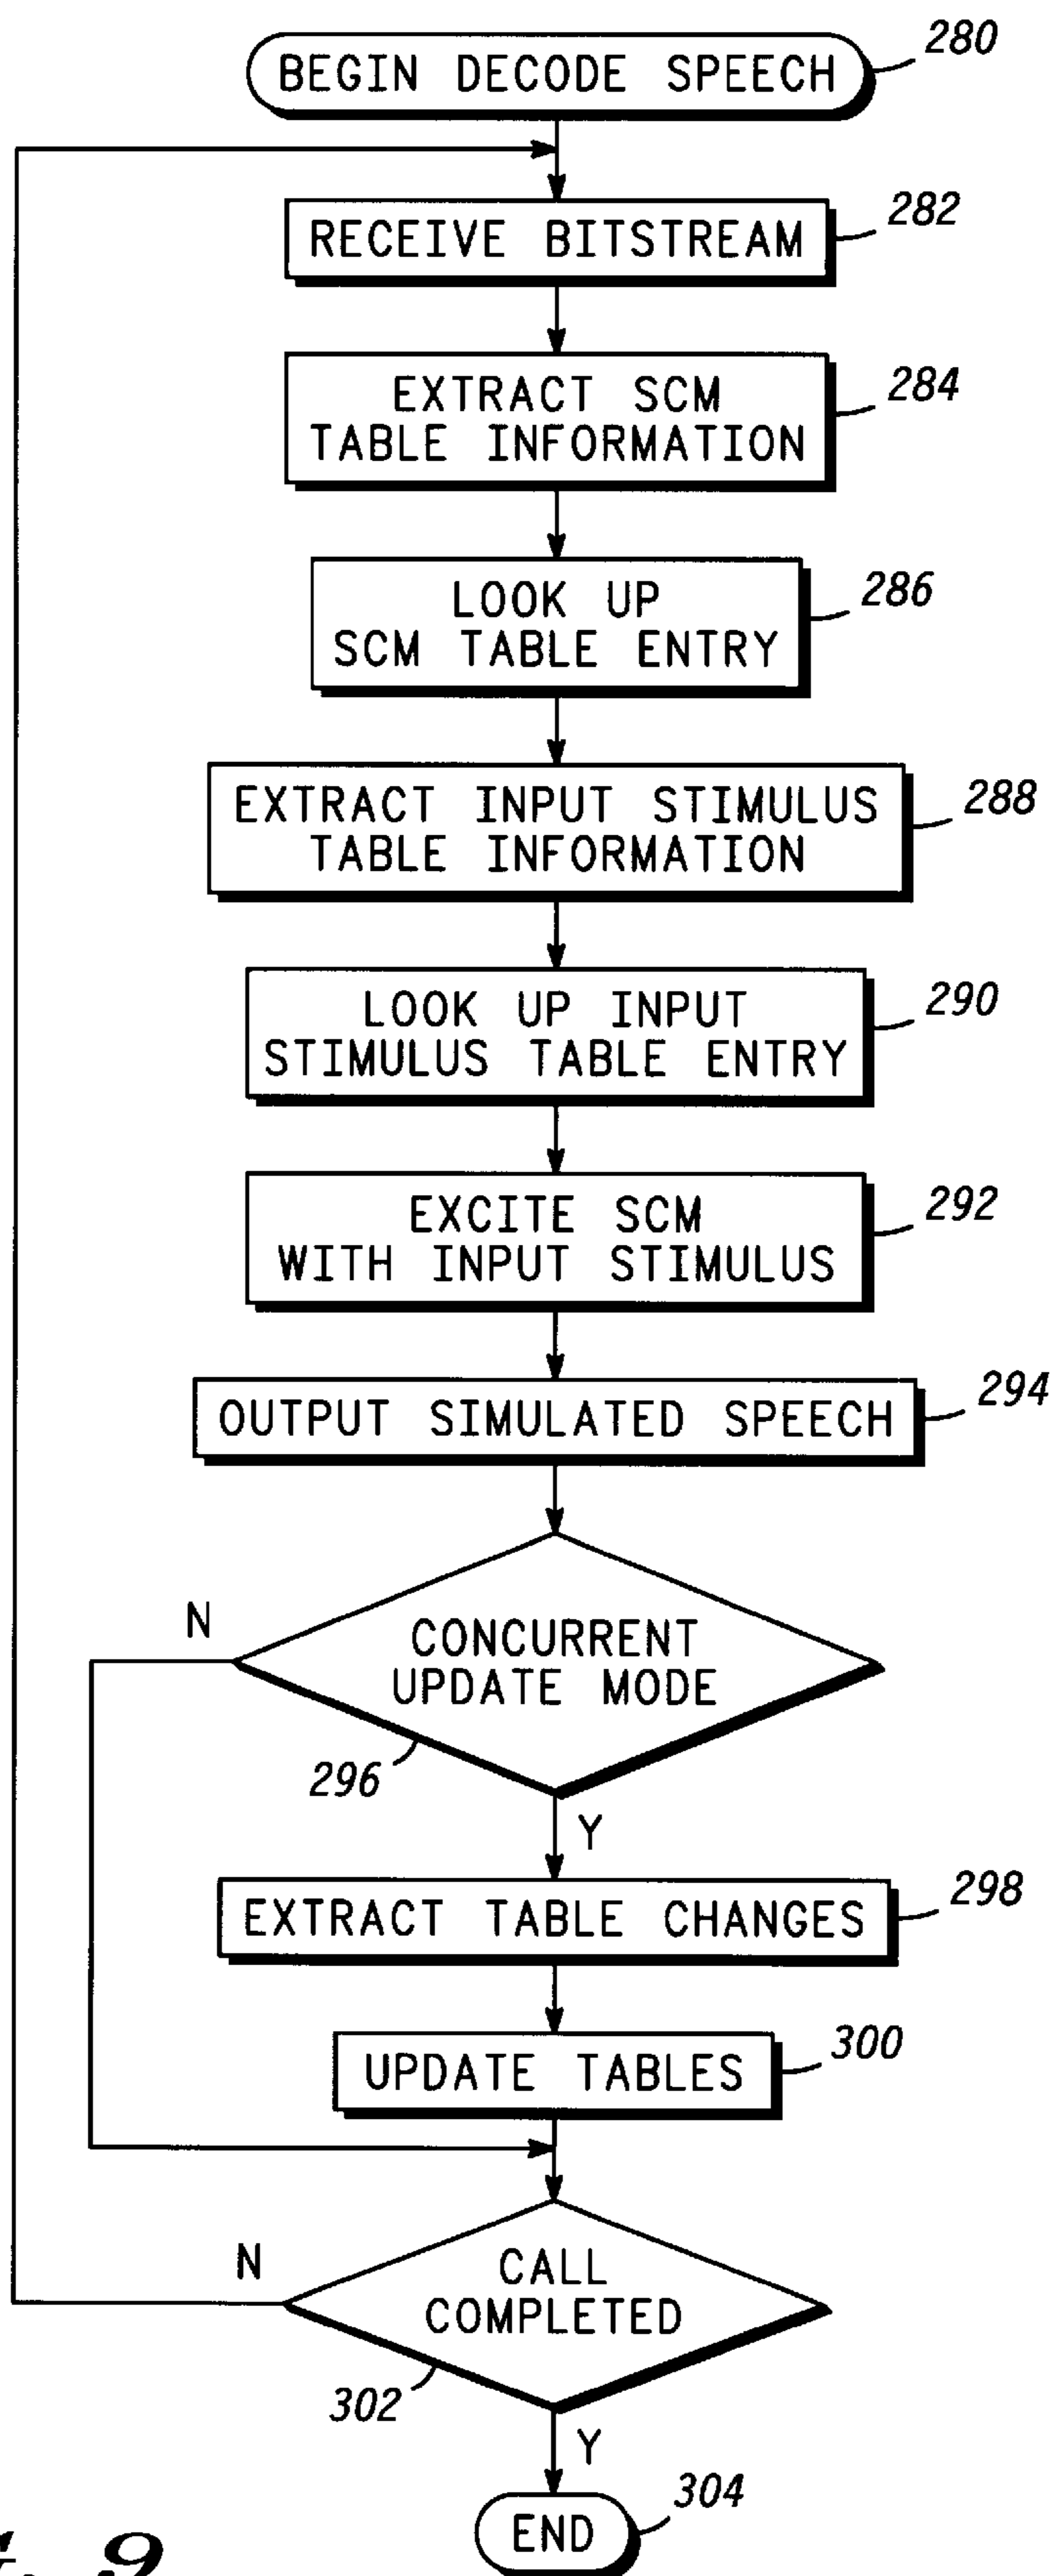 BEGIN DECODE SPEECH
280
RECEIVE BITSTREAM
282
EXTRACT SCM
TABLE INFORMATION
284
LOOK UP
SCM TABLE ENTRY
286
EXTRACT INPUT STIMULUS
TABLE INFORMATION
288
LOOK UP INPUT
STIMULUS TABLE ENTRY
290
EXCITE SCM
WITH INPUT STIMULUS
292
OUTPUT SIMULATED SPEECH
294
N
CONCURRENT
UPDATE MODE
296
Y
EXTRACT TABLE CHANGES
298
UPDATE TABLES
300
N
CALL
COMPLETED
302
Y
END
304
9